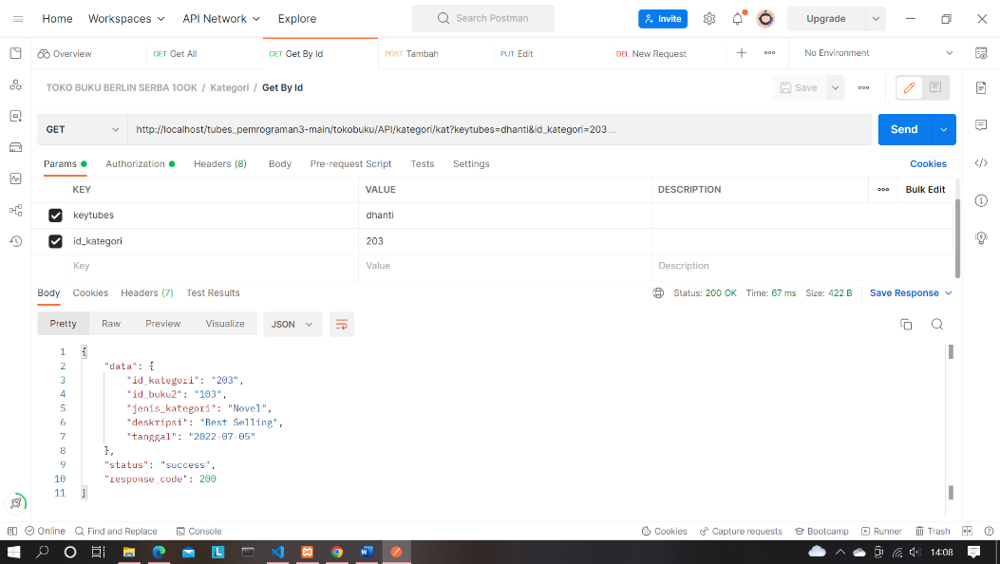 Home Workspaces API Network Explore Search Postman Invite Upgrade
Overview GET Get All GET Get By Id POST Tambah PUT Edit DEL New Request No Environment
TOKO BUKU BERLIN SERBA 1OOK / Kategori / Get By Id Save
GET http://localhost/tubes_pemrograman3-main/tokobuku/API/kategori/kat?keytubes=dhanti&id_kategori=203... Send
Params Authorization Headers (8) Body Pre-request Script Tests Settings Cookies
KEY VALUE DESCRIPTION Bulk Edit
keytubes dhanti
id_kategori 203
Key Value Description
Body Cookies Headers (7) Test Results Status: 200 OK Time: 67 ms Size: 422 B Save Response
Pretty Raw Preview Visualize JSON
1 {
2 "data": {
3 "id_kategori": "203",
4 "id_buku2": "103",
5 "jenis_kategori": "Novel",
6 "deskripsi": "Best Selling",
7 "tanggal": "2022-07-05"
8 },
9 "status": "success",
10 "response_code": 200
11 }
Online Find and Replace Console Cookies Capture requests Bootcamp Runner Trash
14:08